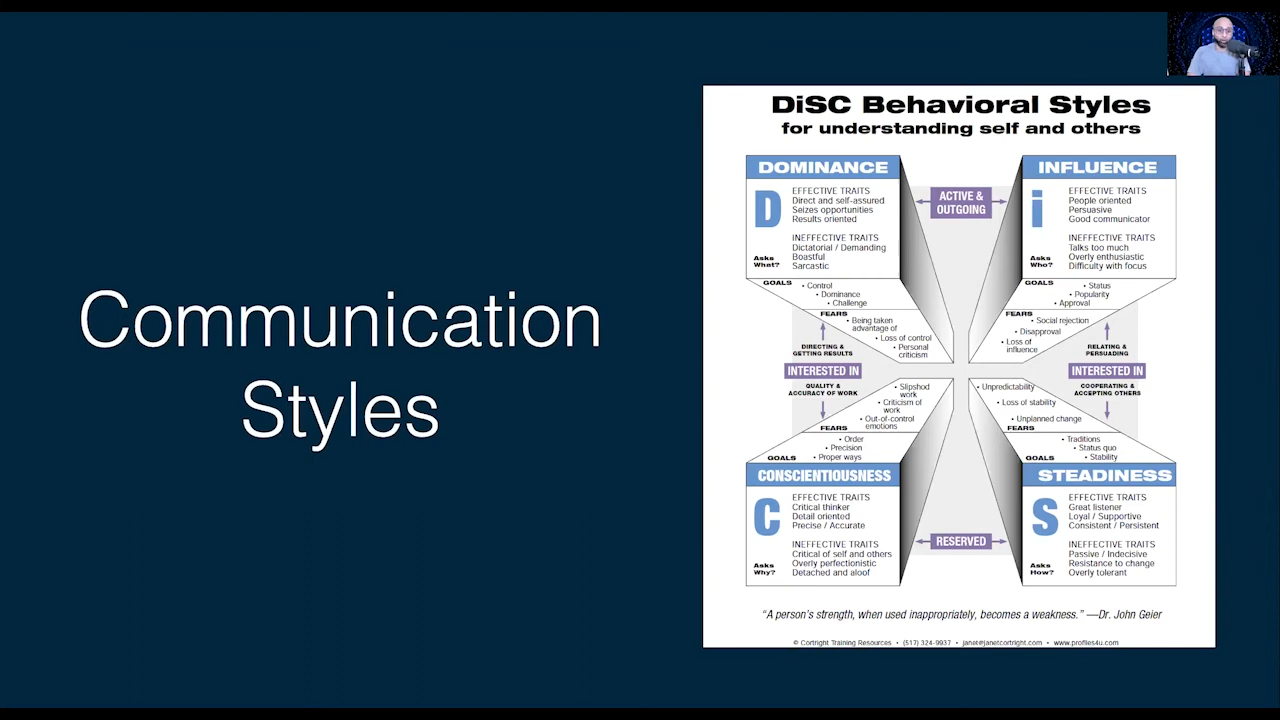 Communication
Styles
DiSC Behavioral Styles
for understanding self and others
DOMINANCE
D
EFFECTIVE TRAITS
Direct and self-assured
Seizes opportunities
Results oriented
INEFFECTIVE TRAITS
Dictatorial / Demanding
Boastful
Sarcastic
Asks
What?
GOALS
• Control
• Dominance
• Challenge
FEARS
• Being taken
advantage of
• Loss of control
• Personal
criticism
ACTIVE &
OUTGOING
INFLUENCE
i
EFFECTIVE TRAITS
People oriented
Persuasive
Good communicator
INEFFECTIVE TRAITS
Talks too much
Overly enthusiastic
Difficulty with focus
Asks
Who?
GOALS
• Status
• Popularity
• Approval
FEARS
• Social rejection
• Disapproval
• Loss of
influence
DIRECTING &
GETTING RESULTS
INTERESTED IN
QUALITY &
ACCURACY OF WORK
RELATING &
PERSUADING
INTERESTED IN
COOPERATING &
ACCEPTING OTHERS
• Slipshod
work
• Criticism of
work
• Out-of-control
emotions
FEARS
• Order
• Precision
• Proper ways
GOALS
CONSCIENTIOUSNESS
C
EFFECTIVE TRAITS
Critical thinker
Detail oriented
Precise / Accurate
INEFFECTIVE TRAITS
Critical of self and others
Overly perfectionistic
Detached and aloof
Asks
Why?
RESERVED
• Unpredictability
• Loss of stability
• Unplanned change
FEARS
• Traditions
• Status quo
• Stability
GOALS
STEADINESS
S
EFFECTIVE TRAITS
Great listener
Loyal / Supportive
Consistent / Persistent
INEFFECTIVE TRAITS
Passive / Indecisive
Resistance to change
Overly tolerant
Asks
How?
“A person’s strength, when used inappropriately, becomes a weakness.” —Dr. John Geier
© Cortright Training Resources • (517) 324-9937 • janet@janetcortright.com • www.profiles4u.com